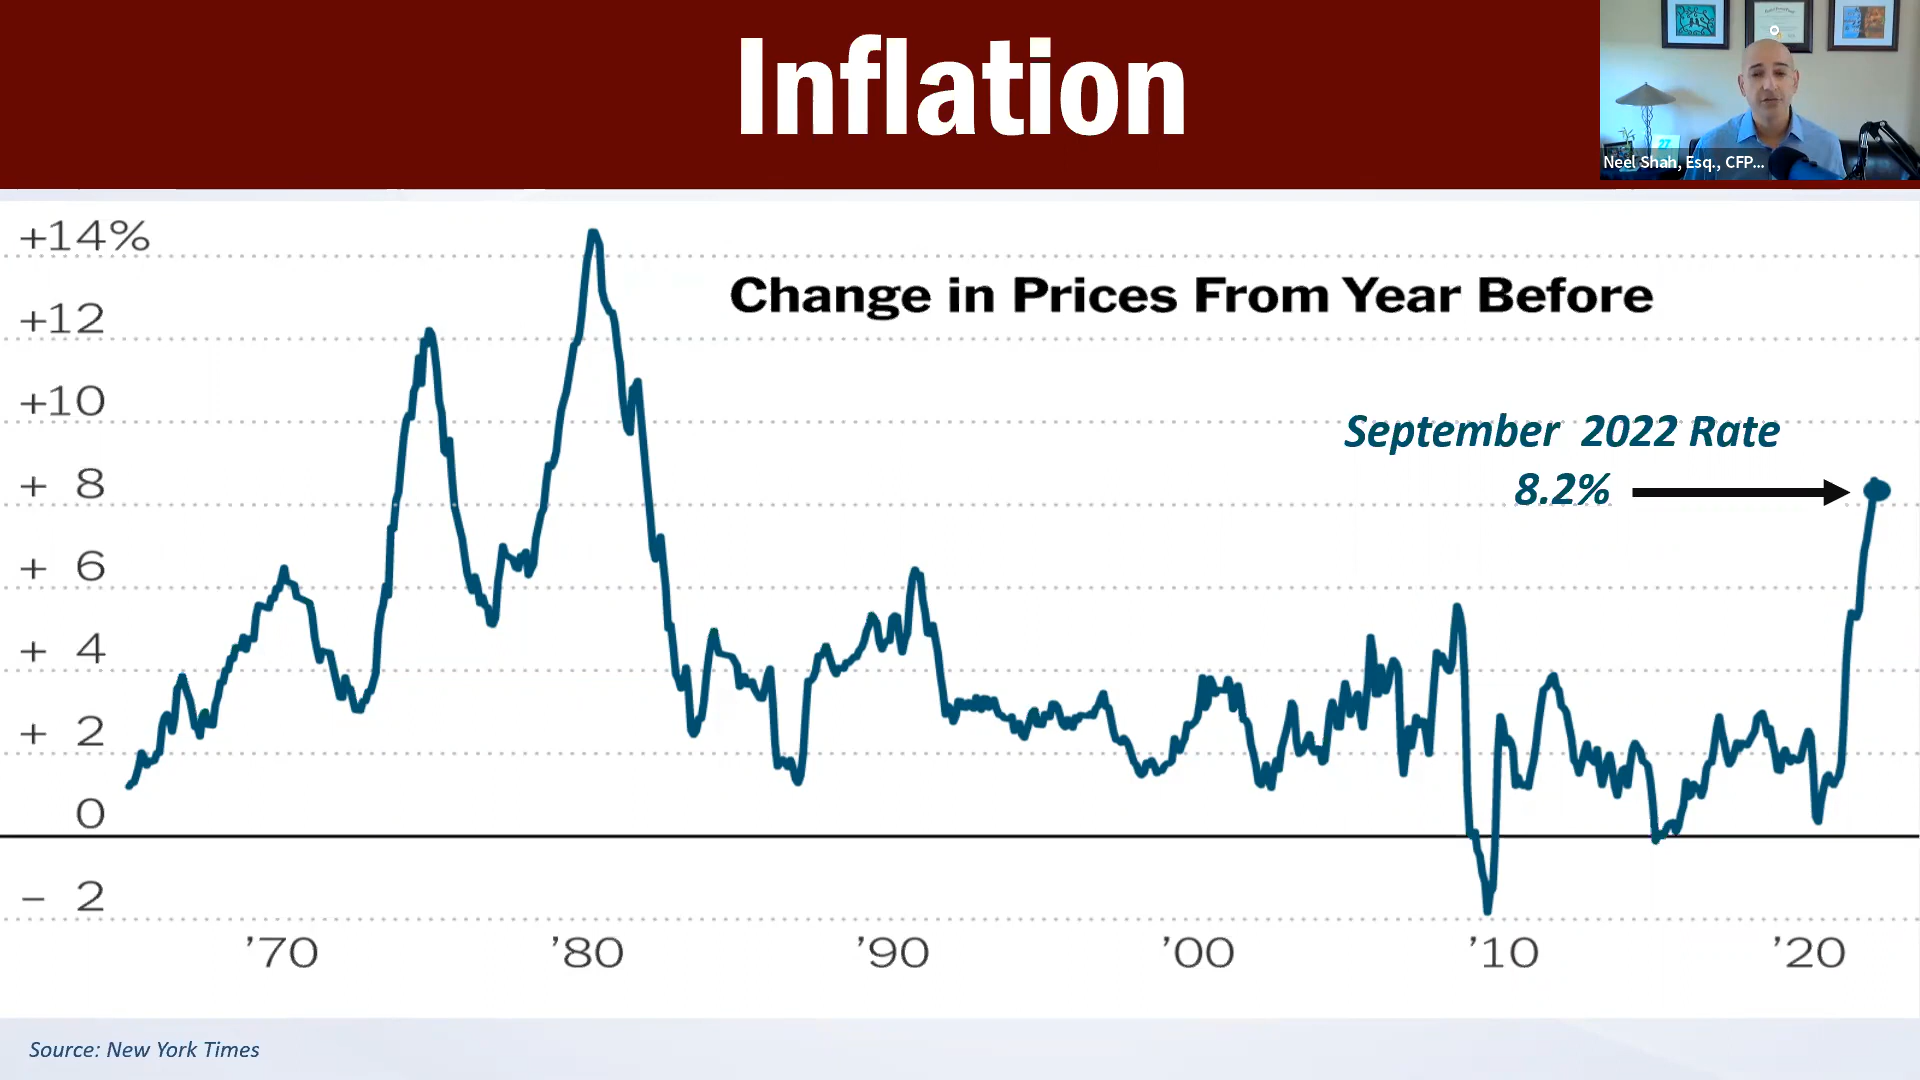 Inflation
Neel Shah, Esq., CFP...
27
+14%
Change in Prices From Year Before
+12
+10
September 2022 Rate
+ 8
8.2%
+ 6
+ 4
+ 2
0
− 2
’70 ’80 ’90 ’00 ’10 ’20
Source: New York Times